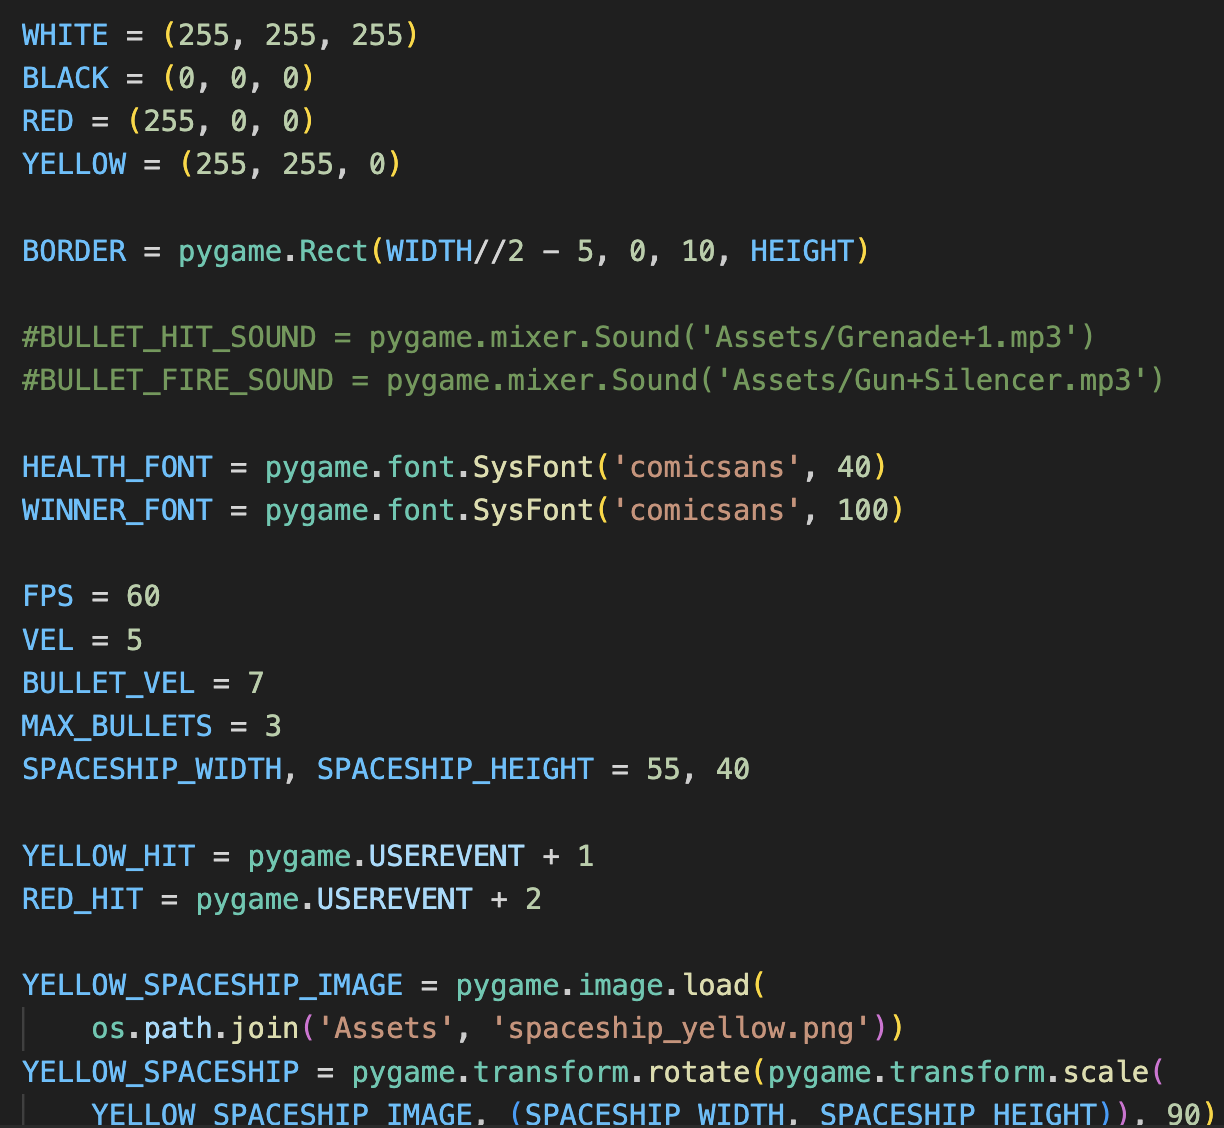 WHITE = (255, 255, 255)
BLACK = (0, 0, 0)
RED = (255, 0, 0)
YELLOW = (255, 255, 0)
BORDER = pygame.Rect(WIDTH//2 - 5, 0, 10, HEIGHT)
#BULLET_HIT_SOUND = pygame.mixer.Sound('Assets/Grenade+1.mp3')
#BULLET_FIRE_SOUND = pygame.mixer.Sound('Assets/Gun+Silencer.mp3')
HEALTH_FONT = pygame.font.SysFont('comicsans', 40)
WINNER_FONT = pygame.font.SysFont('comicsans', 100)
FPS = 60
VEL = 5
BULLET_VEL = 7
MAX_BULLETS = 3
SPACESHIP_WIDTH, SPACESHIP_HEIGHT = 55, 40
YELLOW_HIT = pygame.USEREVENT + 1
RED_HIT = pygame.USEREVENT + 2
YELLOW_SPACESHIP_IMAGE = pygame.image.load(
    os.path.join('Assets', 'spaceship_yellow.png'))
YELLOW_SPACESHIP = pygame.transform.rotate(pygame.transform.scale(
    YELLOW_SPACESHIP_IMAGE, (SPACESHIP_WIDTH, SPACESHIP_HEIGHT)), 90)